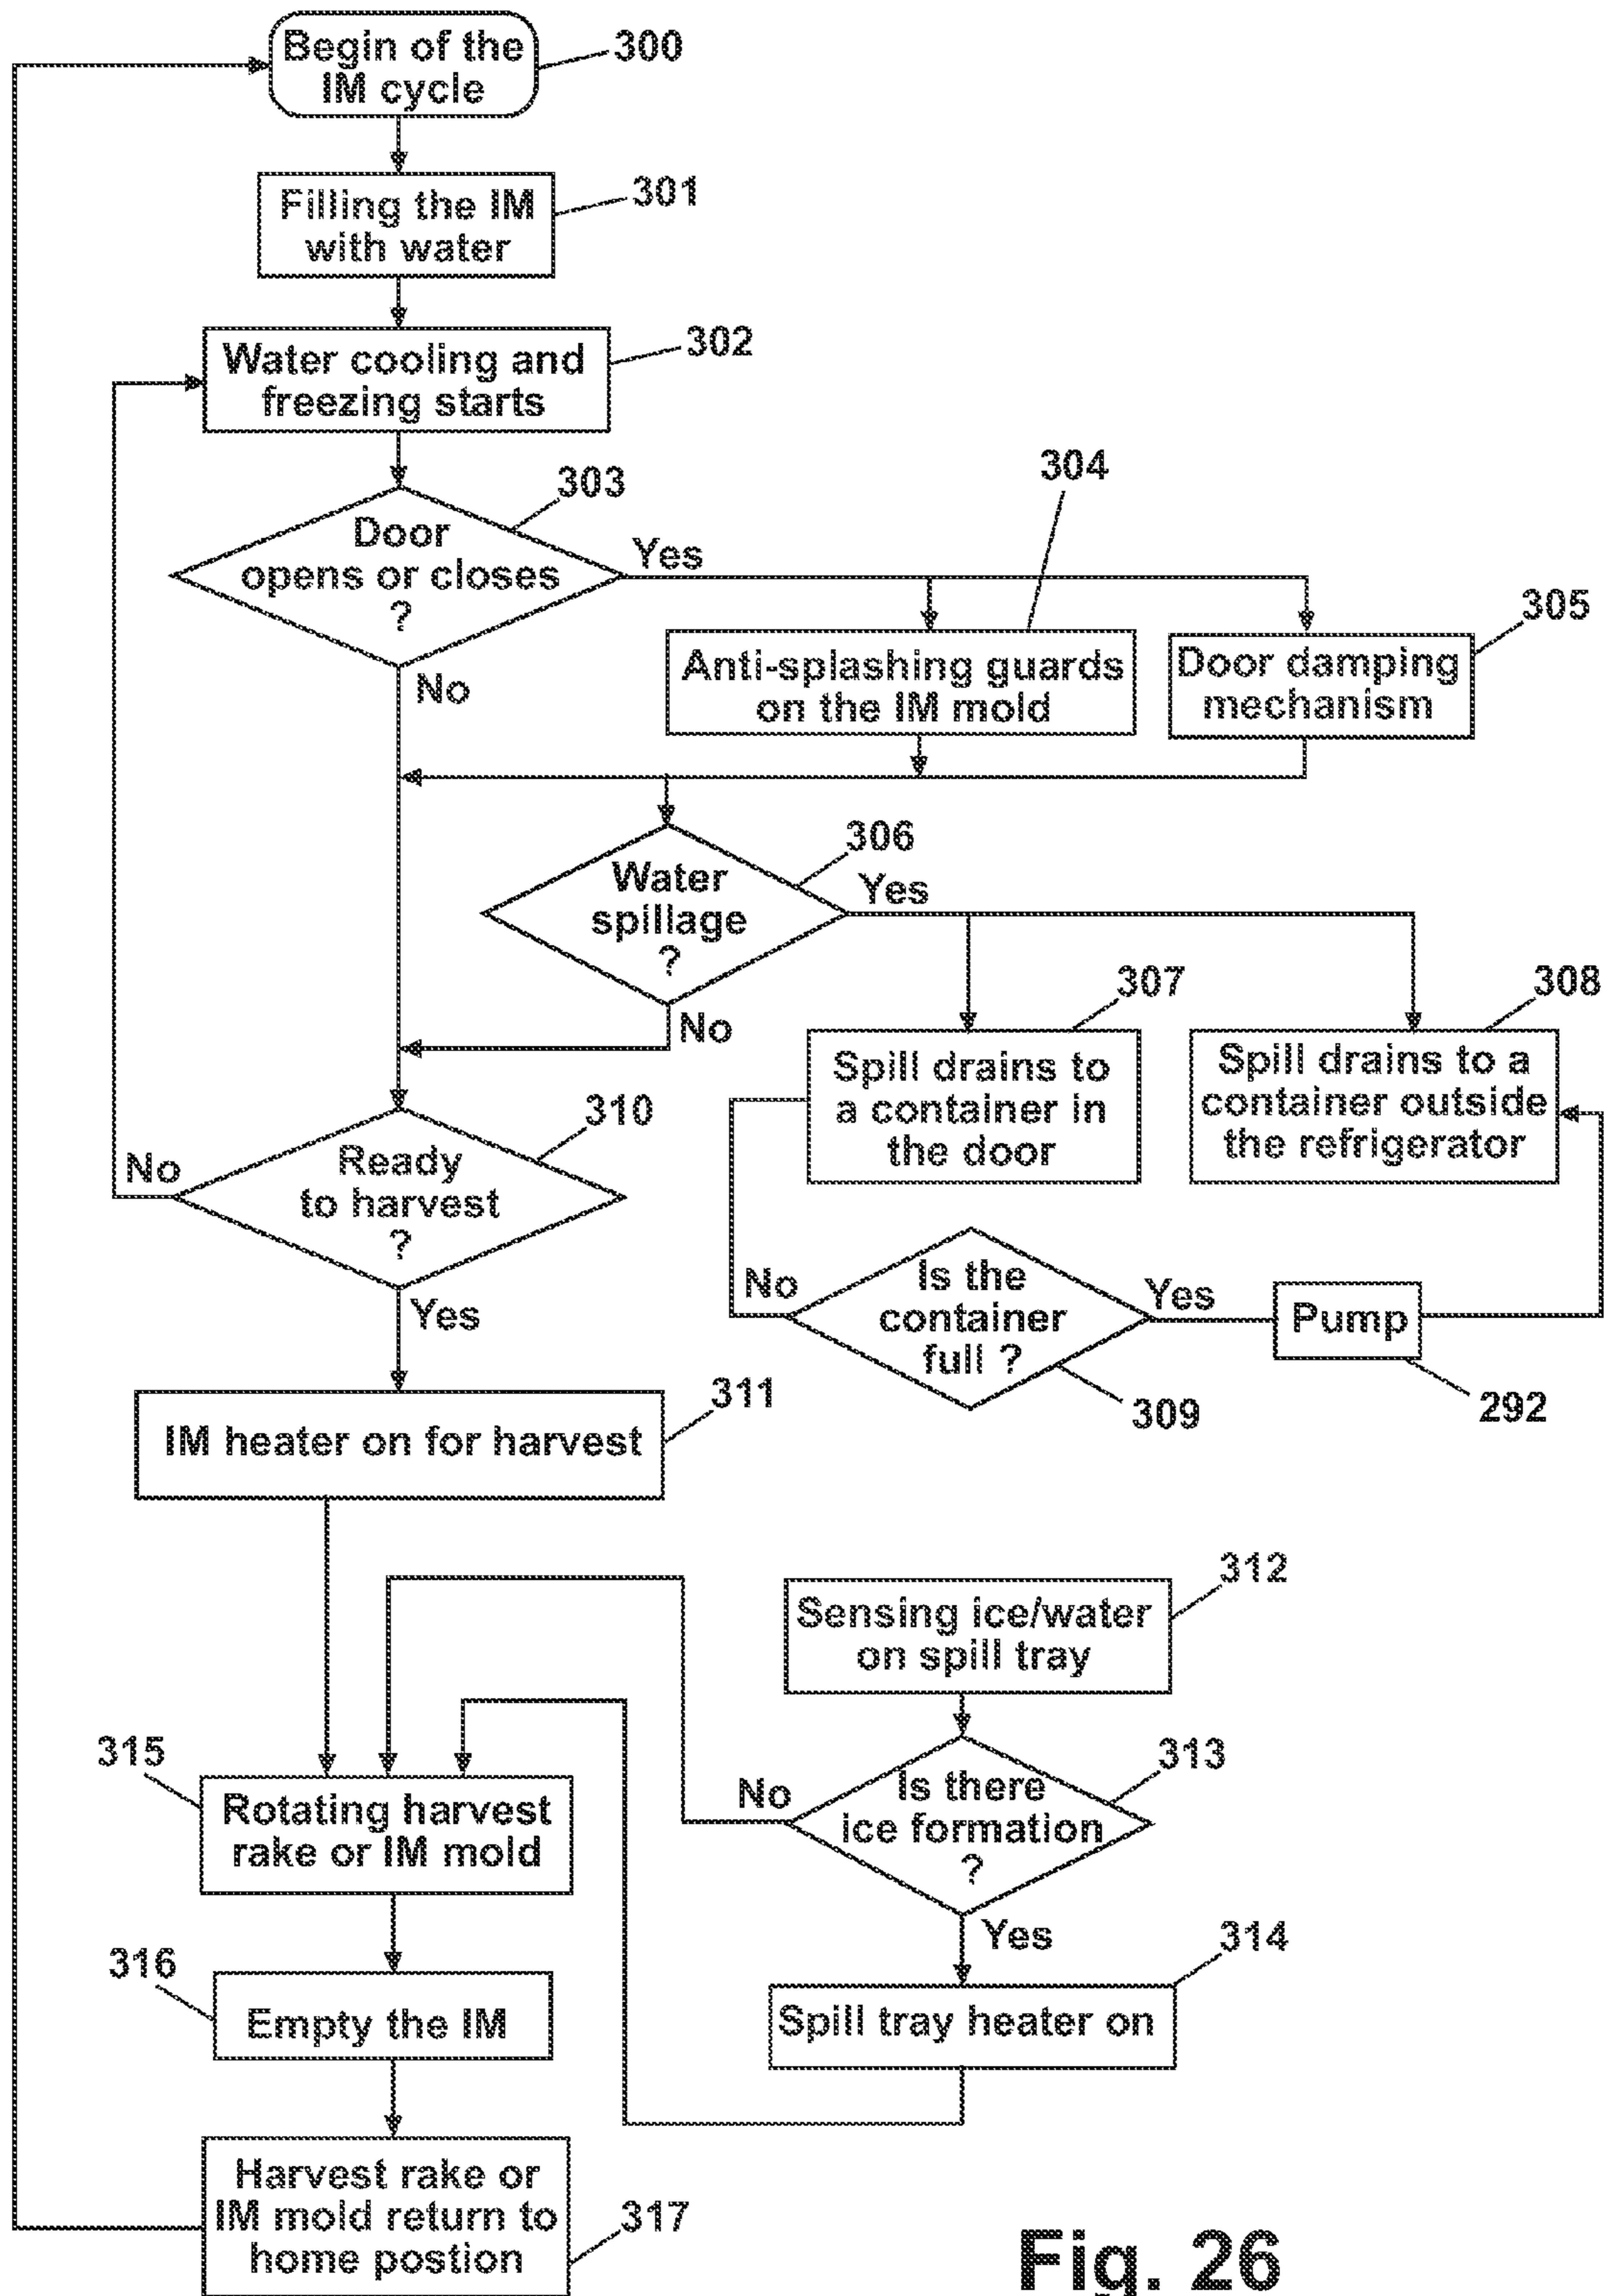 Begin of the
IM cycle
300
Filling the IM
with water
301
Water cooling and
freezing starts
302
Door
opens or closes
?
303
Yes
No
304
Anti-splashing guards
on the IM mold
305
Door damping
mechanism
Water
spillage
?
306
Yes
No
307
Spill drains to
a container in
the door
308
Spill drains to a
container outside
the refrigerator
Ready
to harvest
?
310
No
Yes
Is the
container
full ?
309
No
Yes
Pump
292
IM heater on for harvest
311
312
Sensing ice/water
on spill tray
Is there
ice formation
?
313
No
Yes
314
Spill tray heater on
315
Rotating harvest
rake or IM mold
316
Empty the IM
Harvest rake or
IM mold return to
home postion
317
Fig. 26